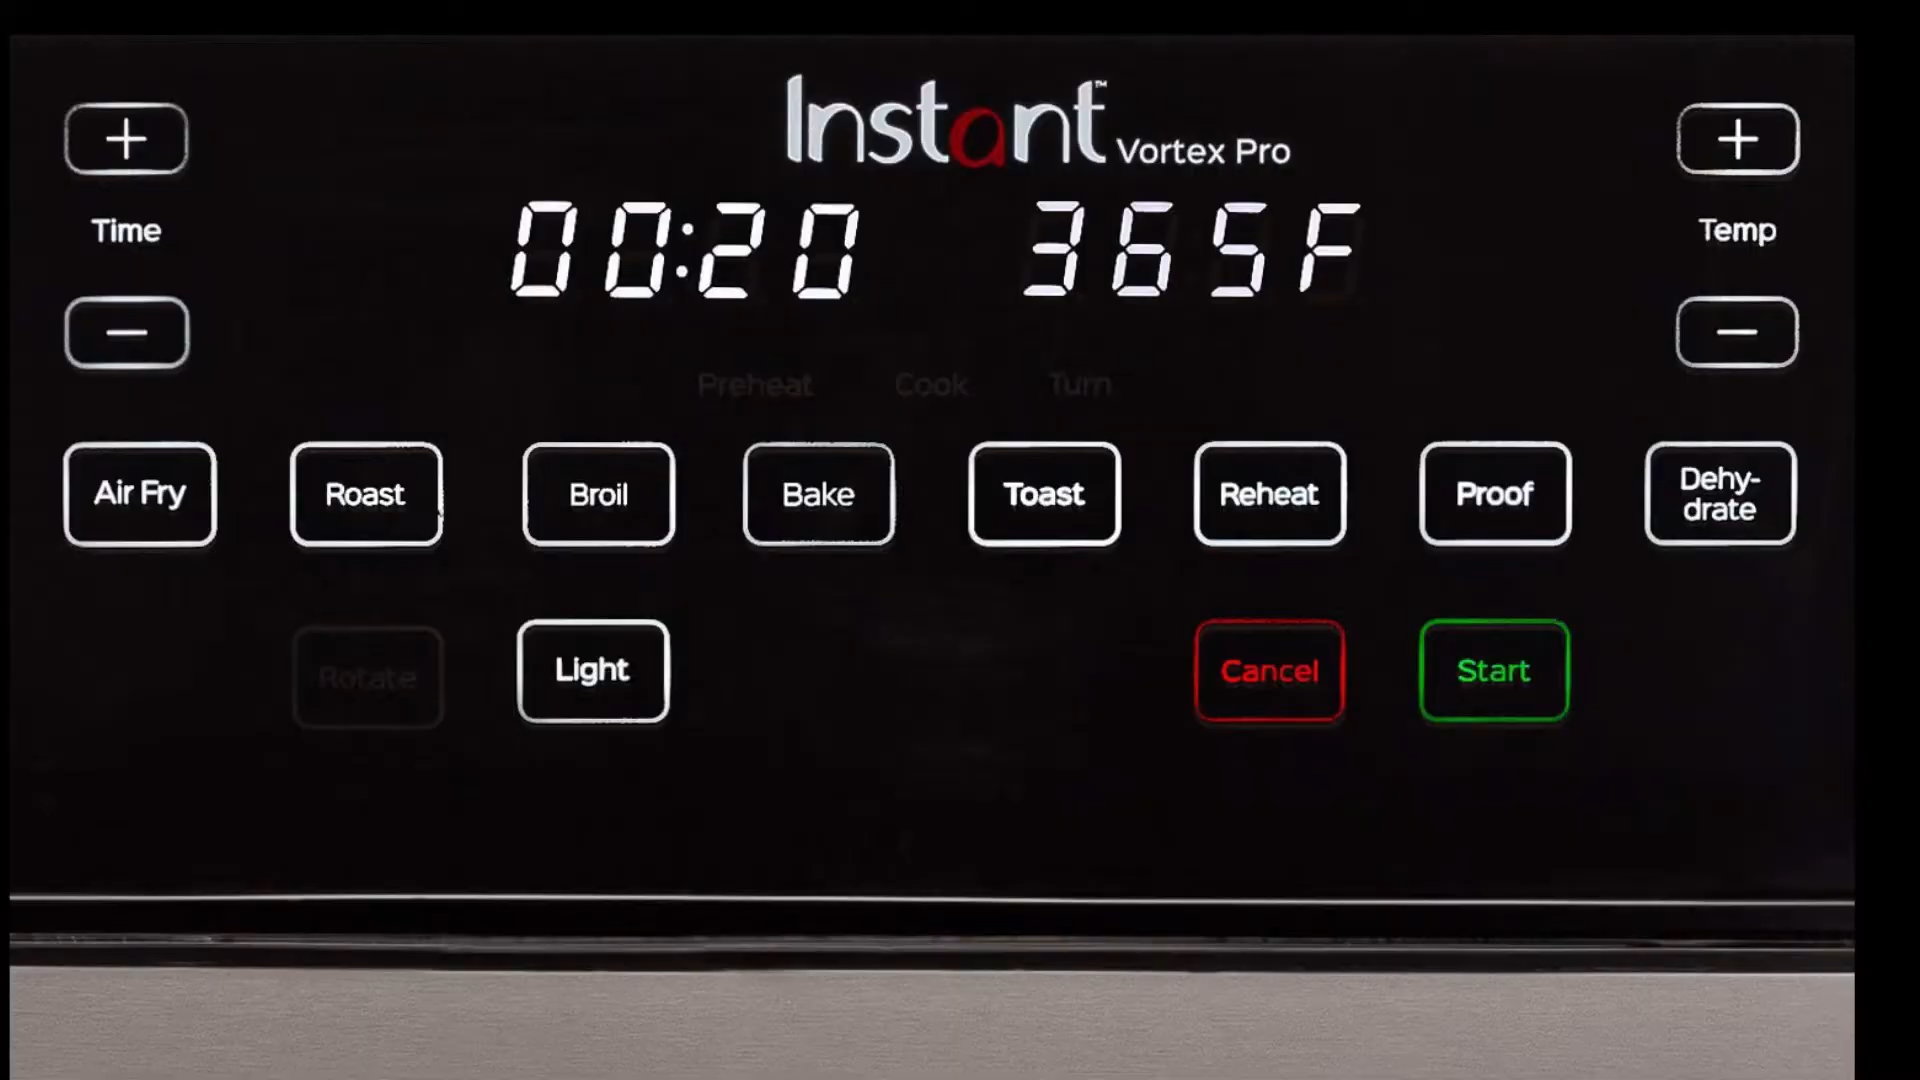 Instant™ Vortex Pro
+ +
Time 00:20 365F Temp
− −
Preheat Cook Turn
Air Fry Roast Broil Bake Toast Reheat Proof Dehy-
drate
Rotate Light Cancel Start